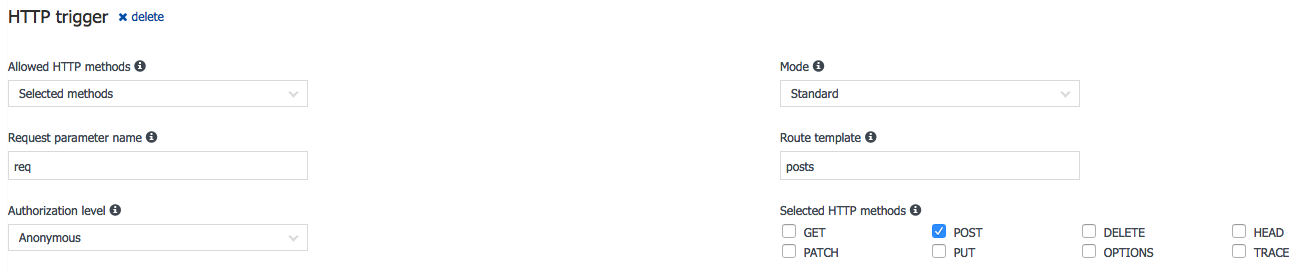 HTTP trigger × delete
Allowed HTTP methods
Selected methods
Mode
Standard
Request parameter name
req
Route template
posts
Authorization level
Anonymous
Selected HTTP methods
GET POST DELETE HEAD
PATCH PUT OPTIONS TRACE